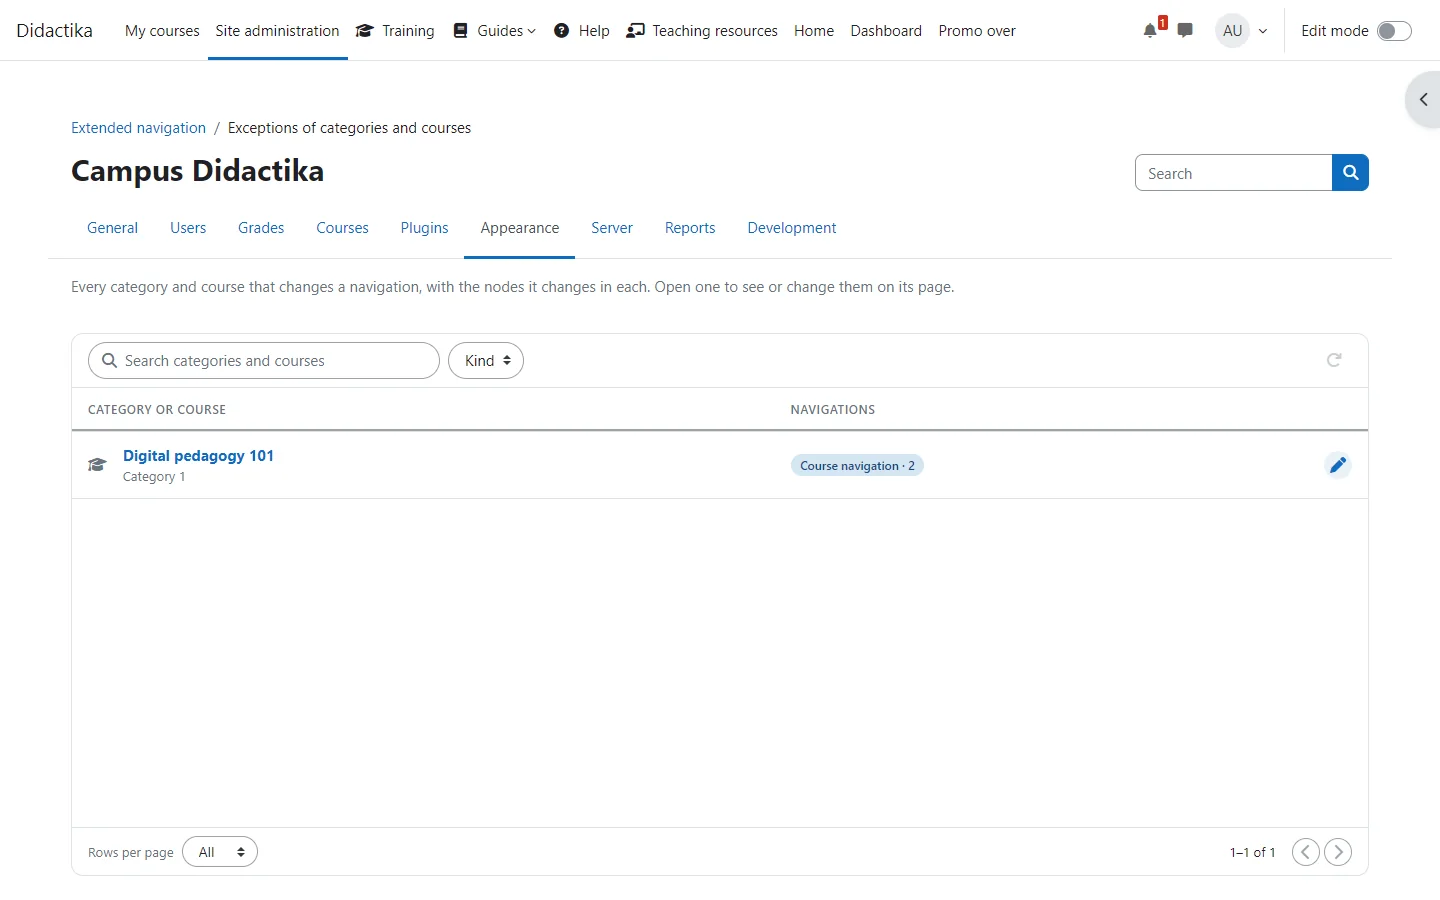 Didactika
My courses
Site administration
Training
Guides
Help
Teaching resources
Home
Dashboard
Promo over
1
AU
Edit mode
Extended navigation / Exceptions of categories and courses
Campus Didactika
Search
General
Users
Grades
Courses
Plugins
Appearance
Server
Reports
Development
Every category and course that changes a navigation, with the nodes it changes in each. Open one to see or change them on its page.
Search categories and courses
Kind
CATEGORY OR COURSE
NAVIGATIONS
Digital pedagogy 101
Category 1
Course navigation · 2
Rows per page
All
1–1 of 1